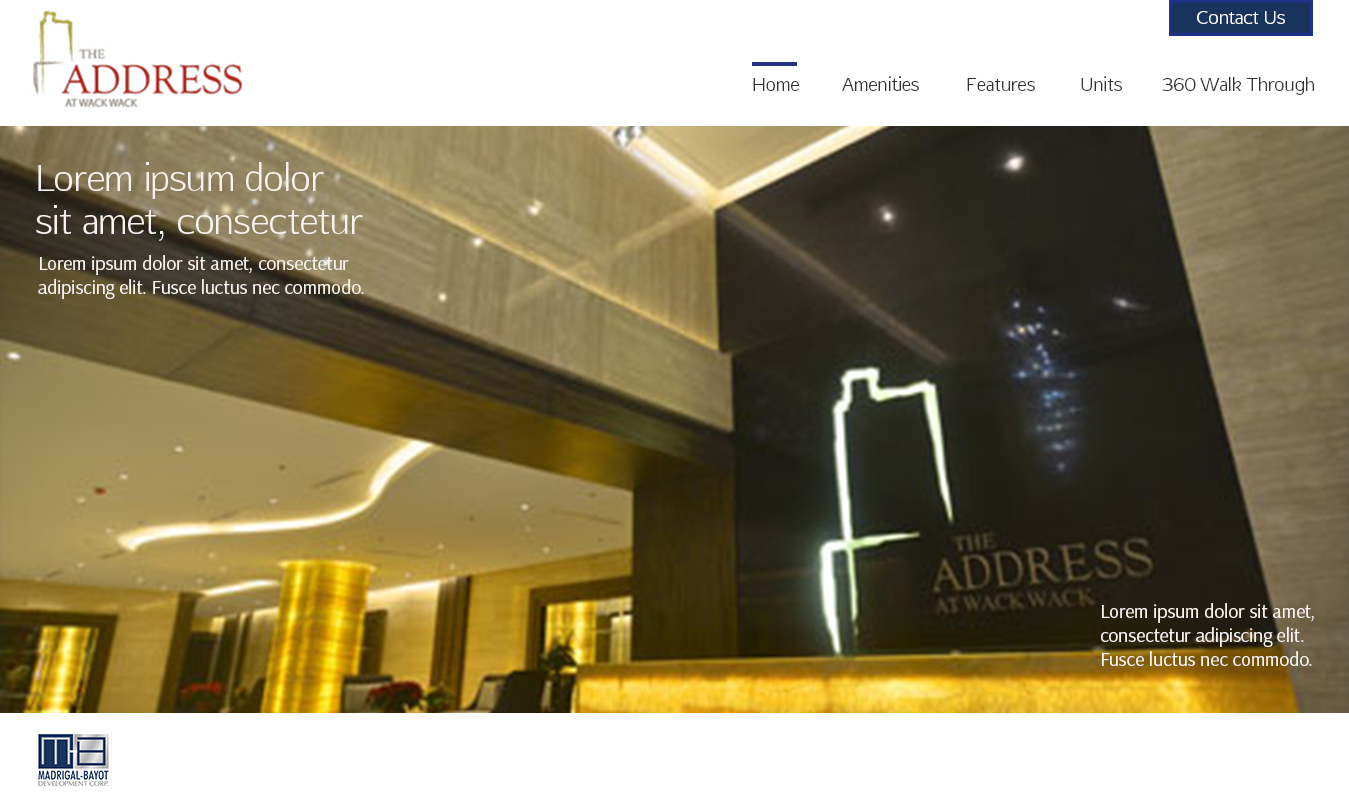 Contact Us
THE
ADDRESS
AT WACK WACK
Home Amenities Features Units 360 Walk Through
Lorem ipsum dolor
sit amet, consectetur
Lorem ipsum dolor sit amet, consectetur
adipiscing elit. Fusce luctus nec commodo.
THE
ADDRESS
AT WACK WACK
Lorem ipsum dolor sit amet,
consectetur adipiscing elit.
Fusce luctus nec commodo.
MADRIGAL-BAYOT
DEVELOPMENT CORP.